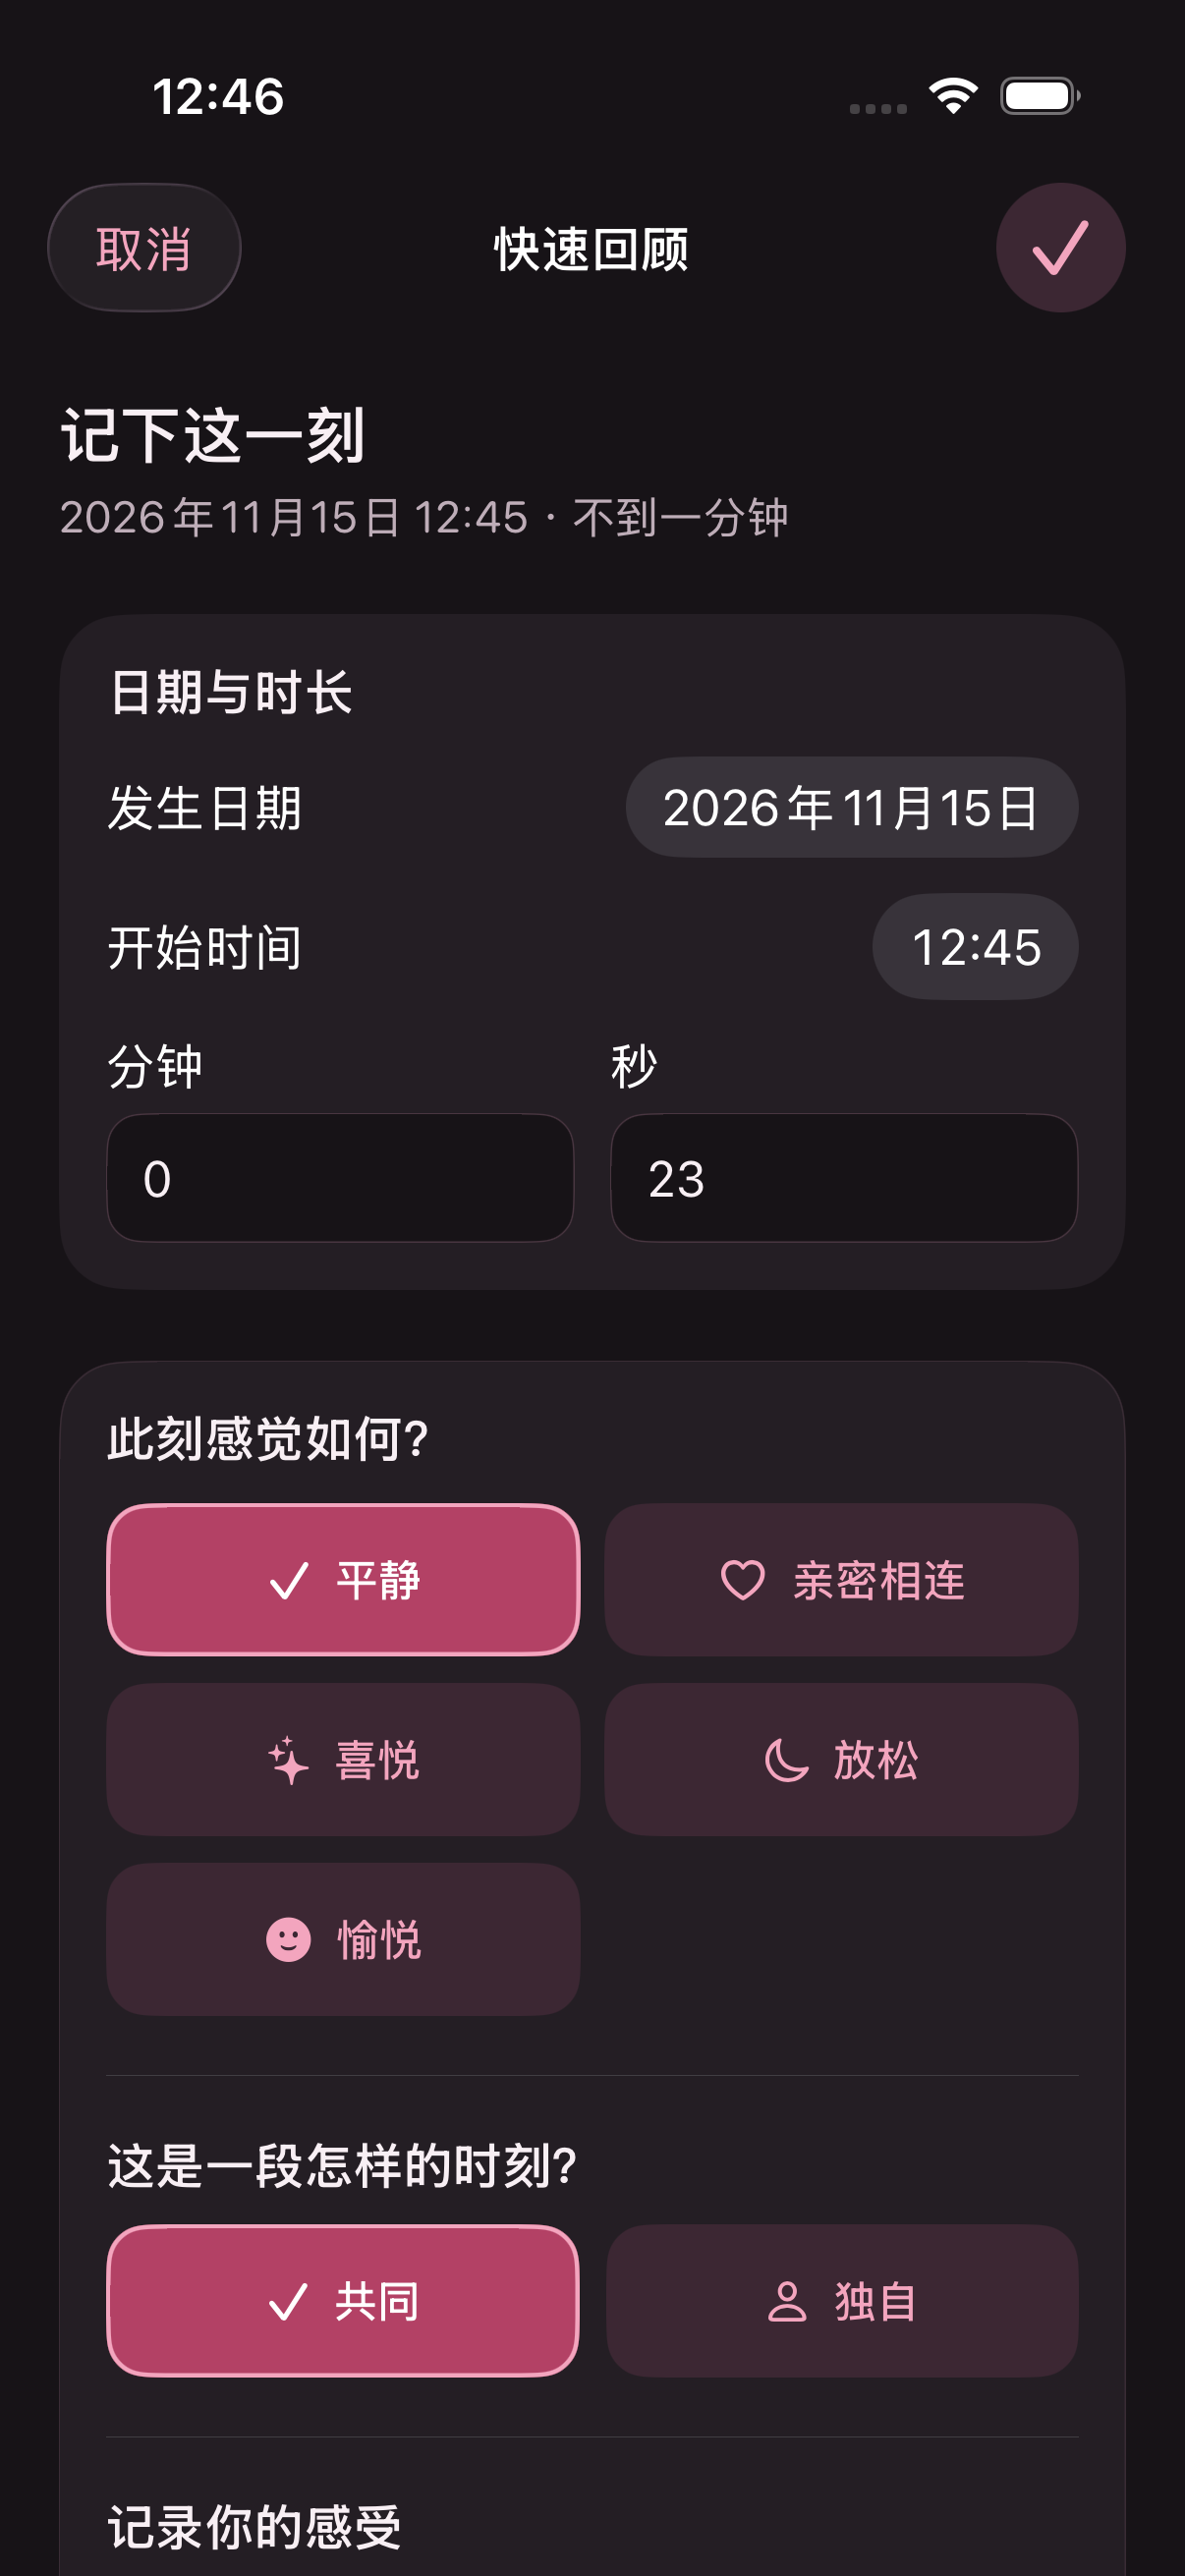 12:46
取消 快速回顾
记下这一刻
2026年11月15日 12:45 · 不到一分钟
日期与时长
发生日期 2026年11月15日
开始时间 12:45
分钟 秒
0 23
此刻感觉如何?
平静 亲密相连
喜悦 放松
愉悦
这是一段怎样的时刻?
共同 独自
记录你的感受